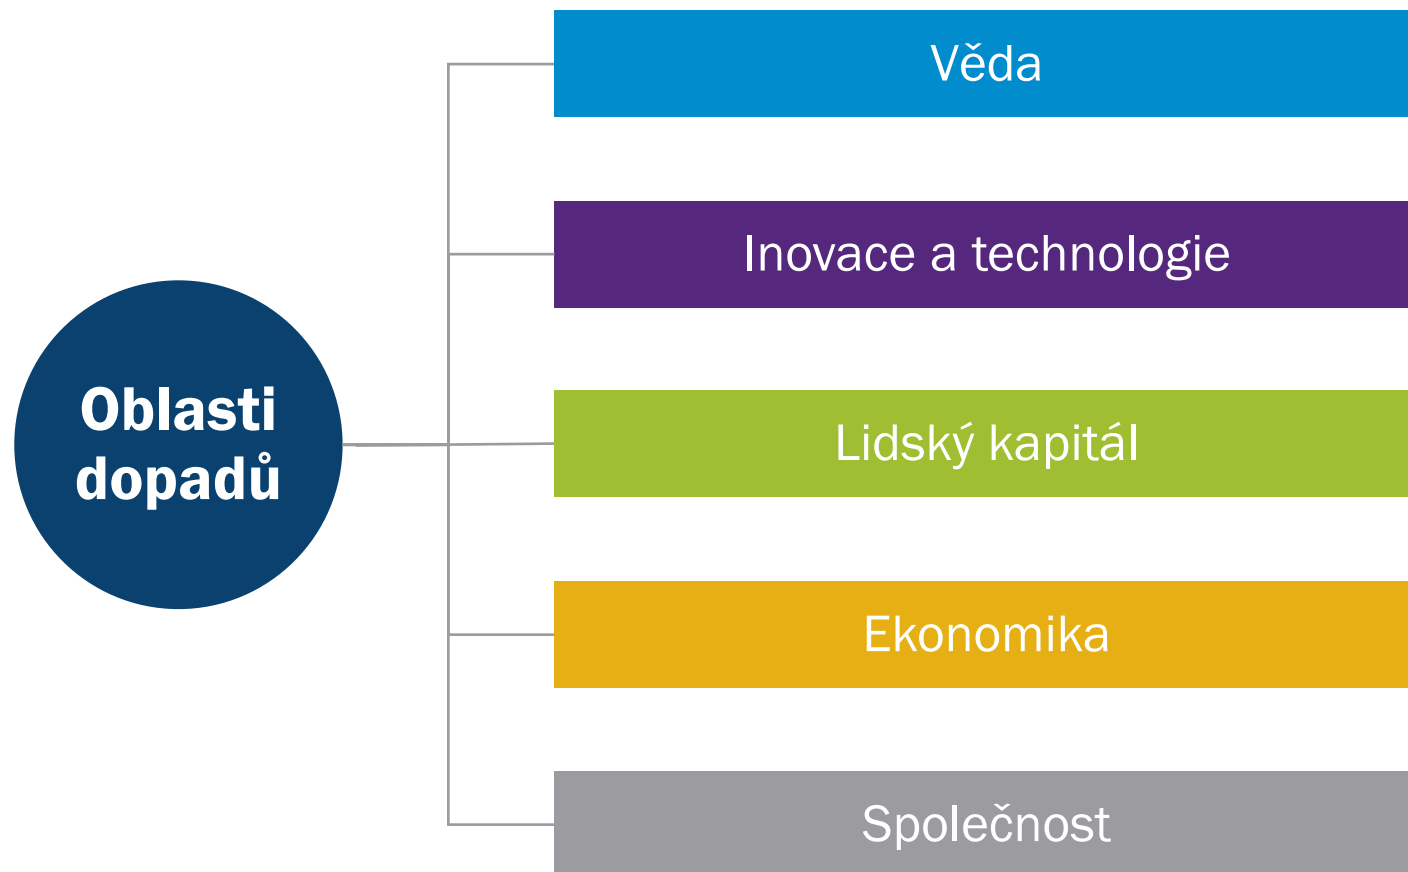 Věda
Inovace a technologie
Oblasti
dopadů
Lidský kapitál
Ekonomika
Společnost